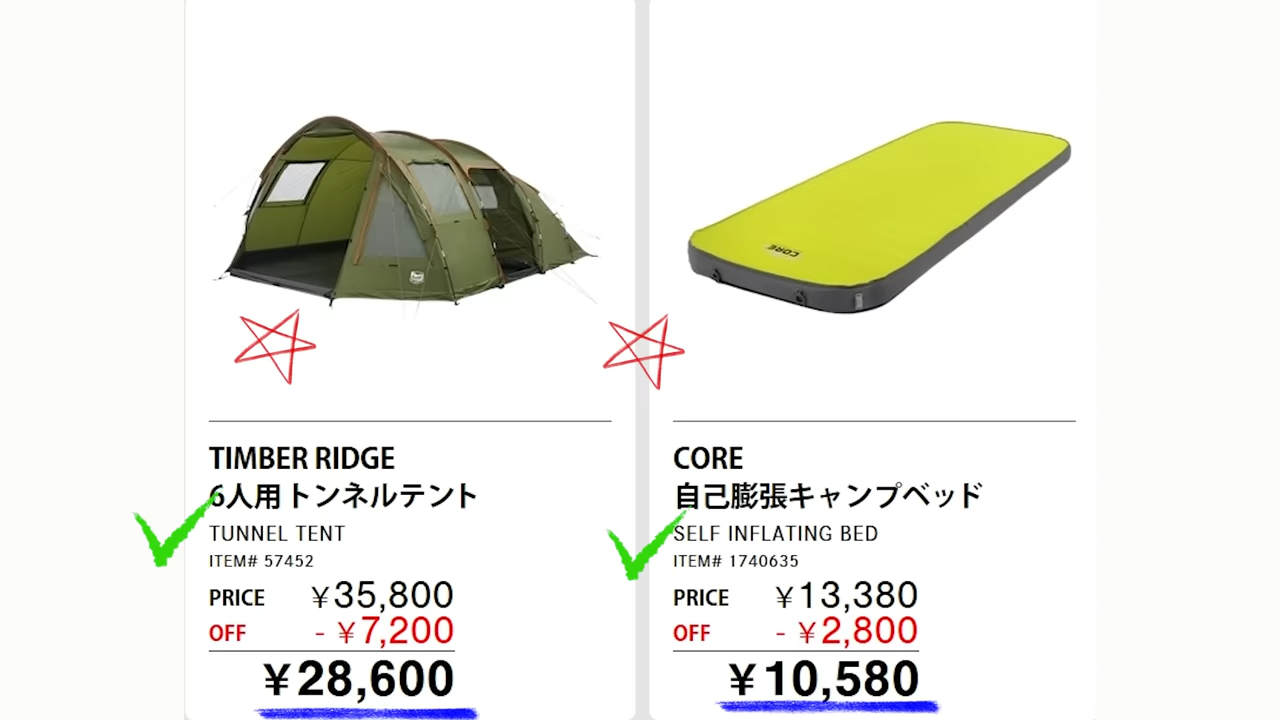 TIMBER RIDGE
6人用 トンネルテント
TUNNEL TENT
ITEM# 57452
PRICE ¥35,800
OFF - ¥7,200
¥28,600
CORE
CORE
自己膨張キャンプベッド
SELF INFLATING BED
ITEM# 1740635
PRICE ¥13,380
OFF - ¥2,800
¥10,580